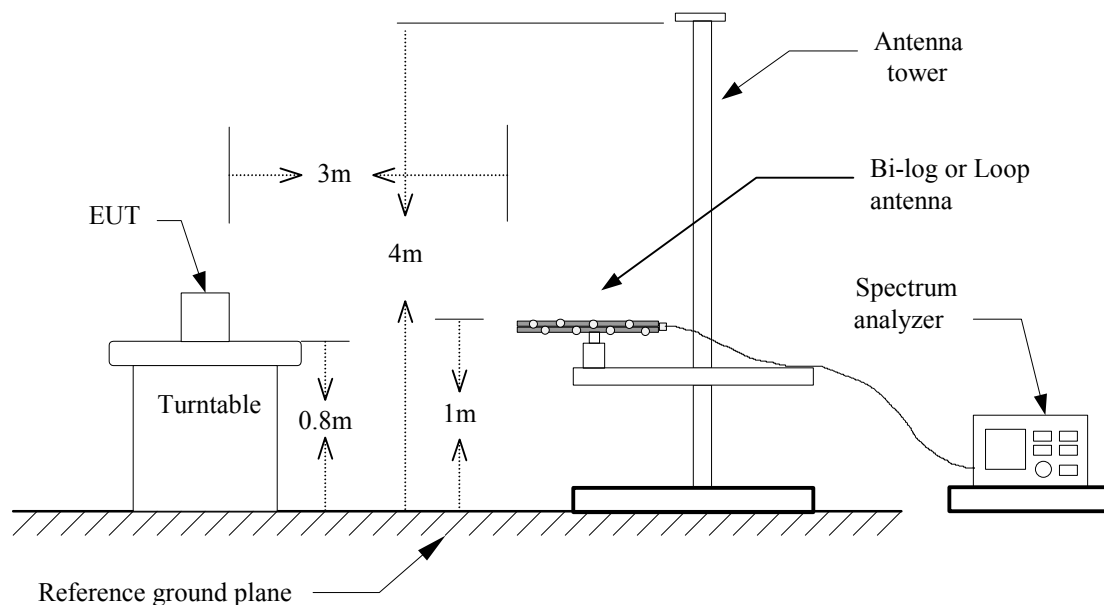 Antenna
tower
3m
Bi-log or Loop
antenna
EUT
4m
Spectrum
analyzer
Turntable
0.8m
1m
Reference ground plane